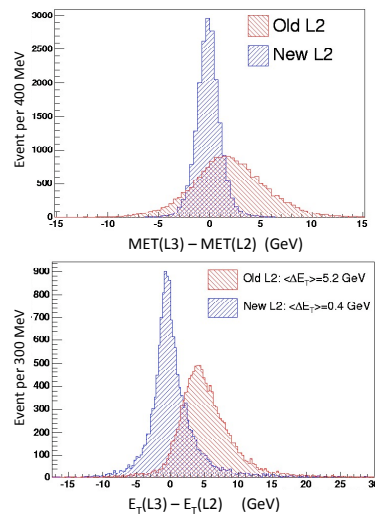 Event per 400 MeV
3000
2500
2000
1500
1000
500
0
Old L2
New L2
-15 -10 -5 0 5 10 15
MET(L3) – MET(L2) (GeV)
Event per 300 MeV
900
800
700
600
500
400
300
200
100
0
Old L2: <ΔE_T>=5.2 GeV
New L2: <ΔE_T>=0.4 GeV
-15 -10 -5 0 5 10 15 20 25 30
E_T(L3) – E_T(L2) (GeV)